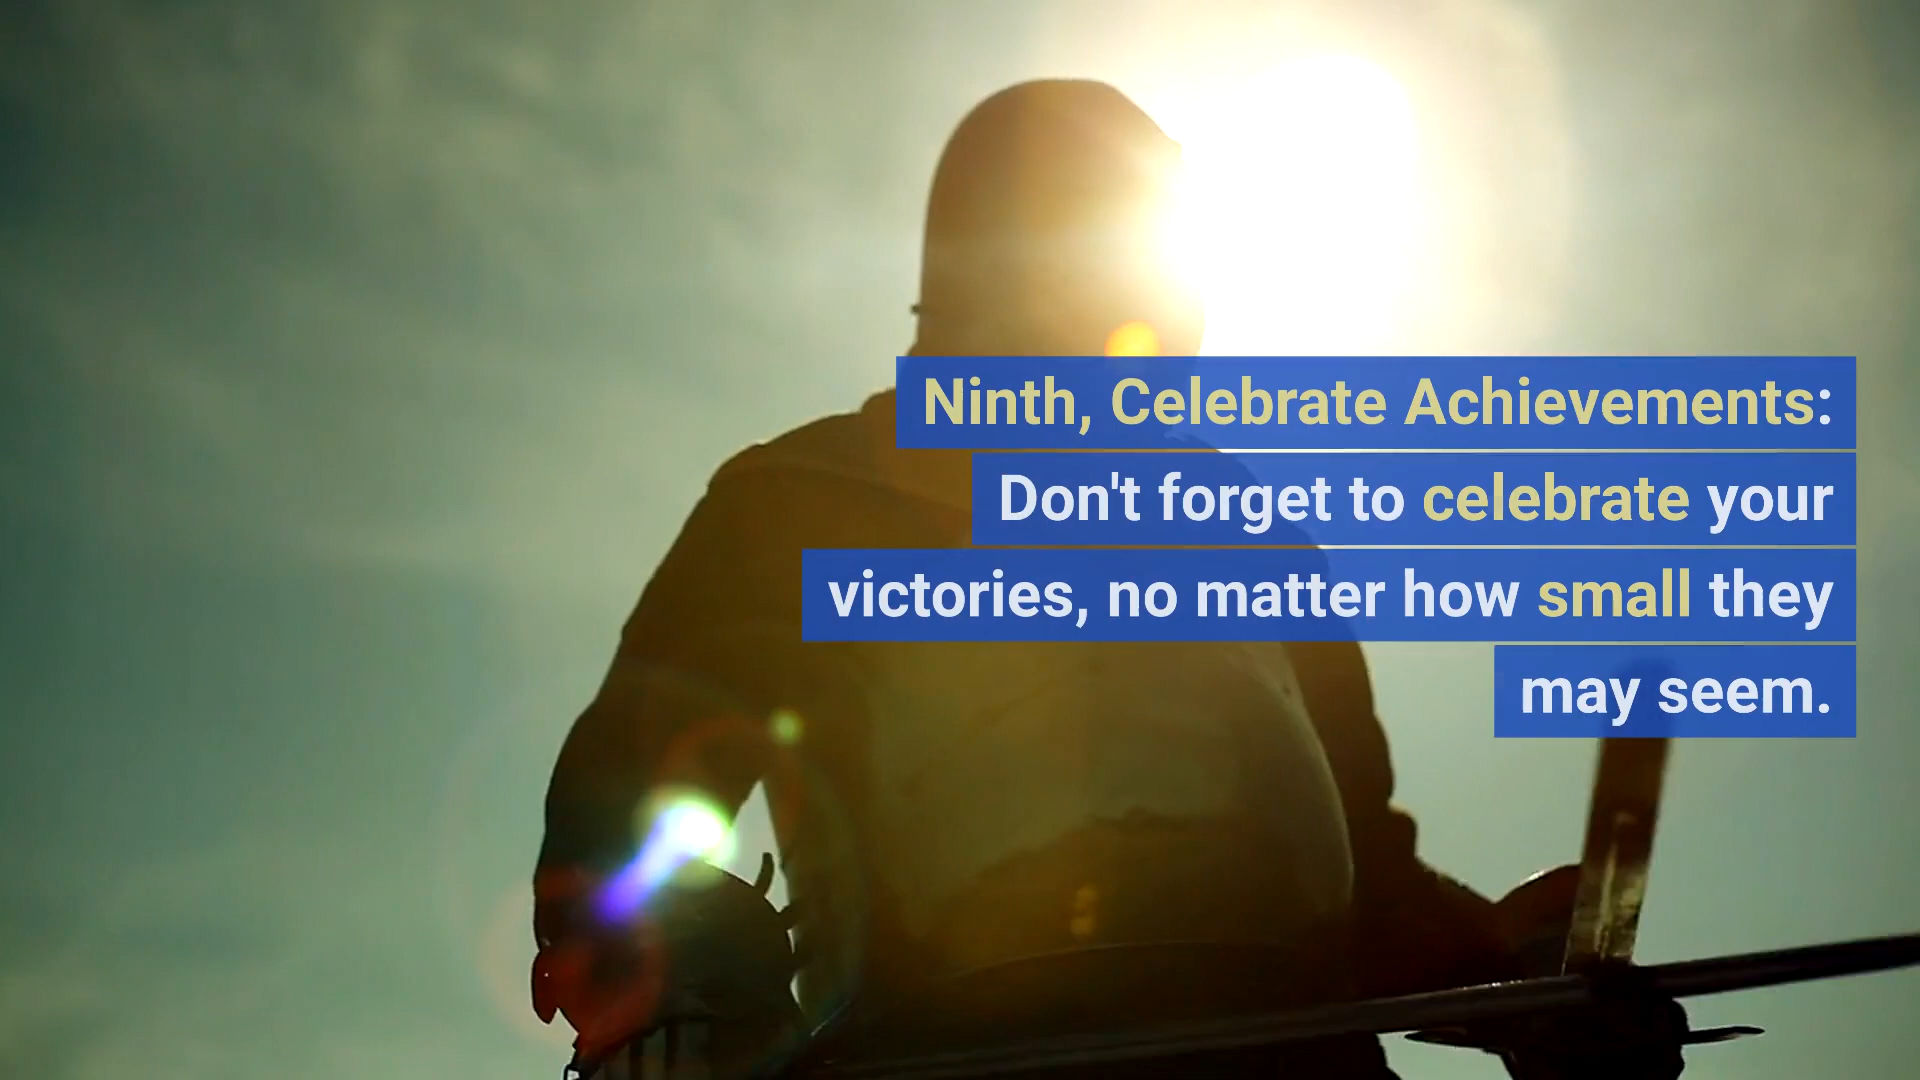 Ninth, Celebrate Achievements:
Don't forget to celebrate your
victories, no matter how small they
may seem.